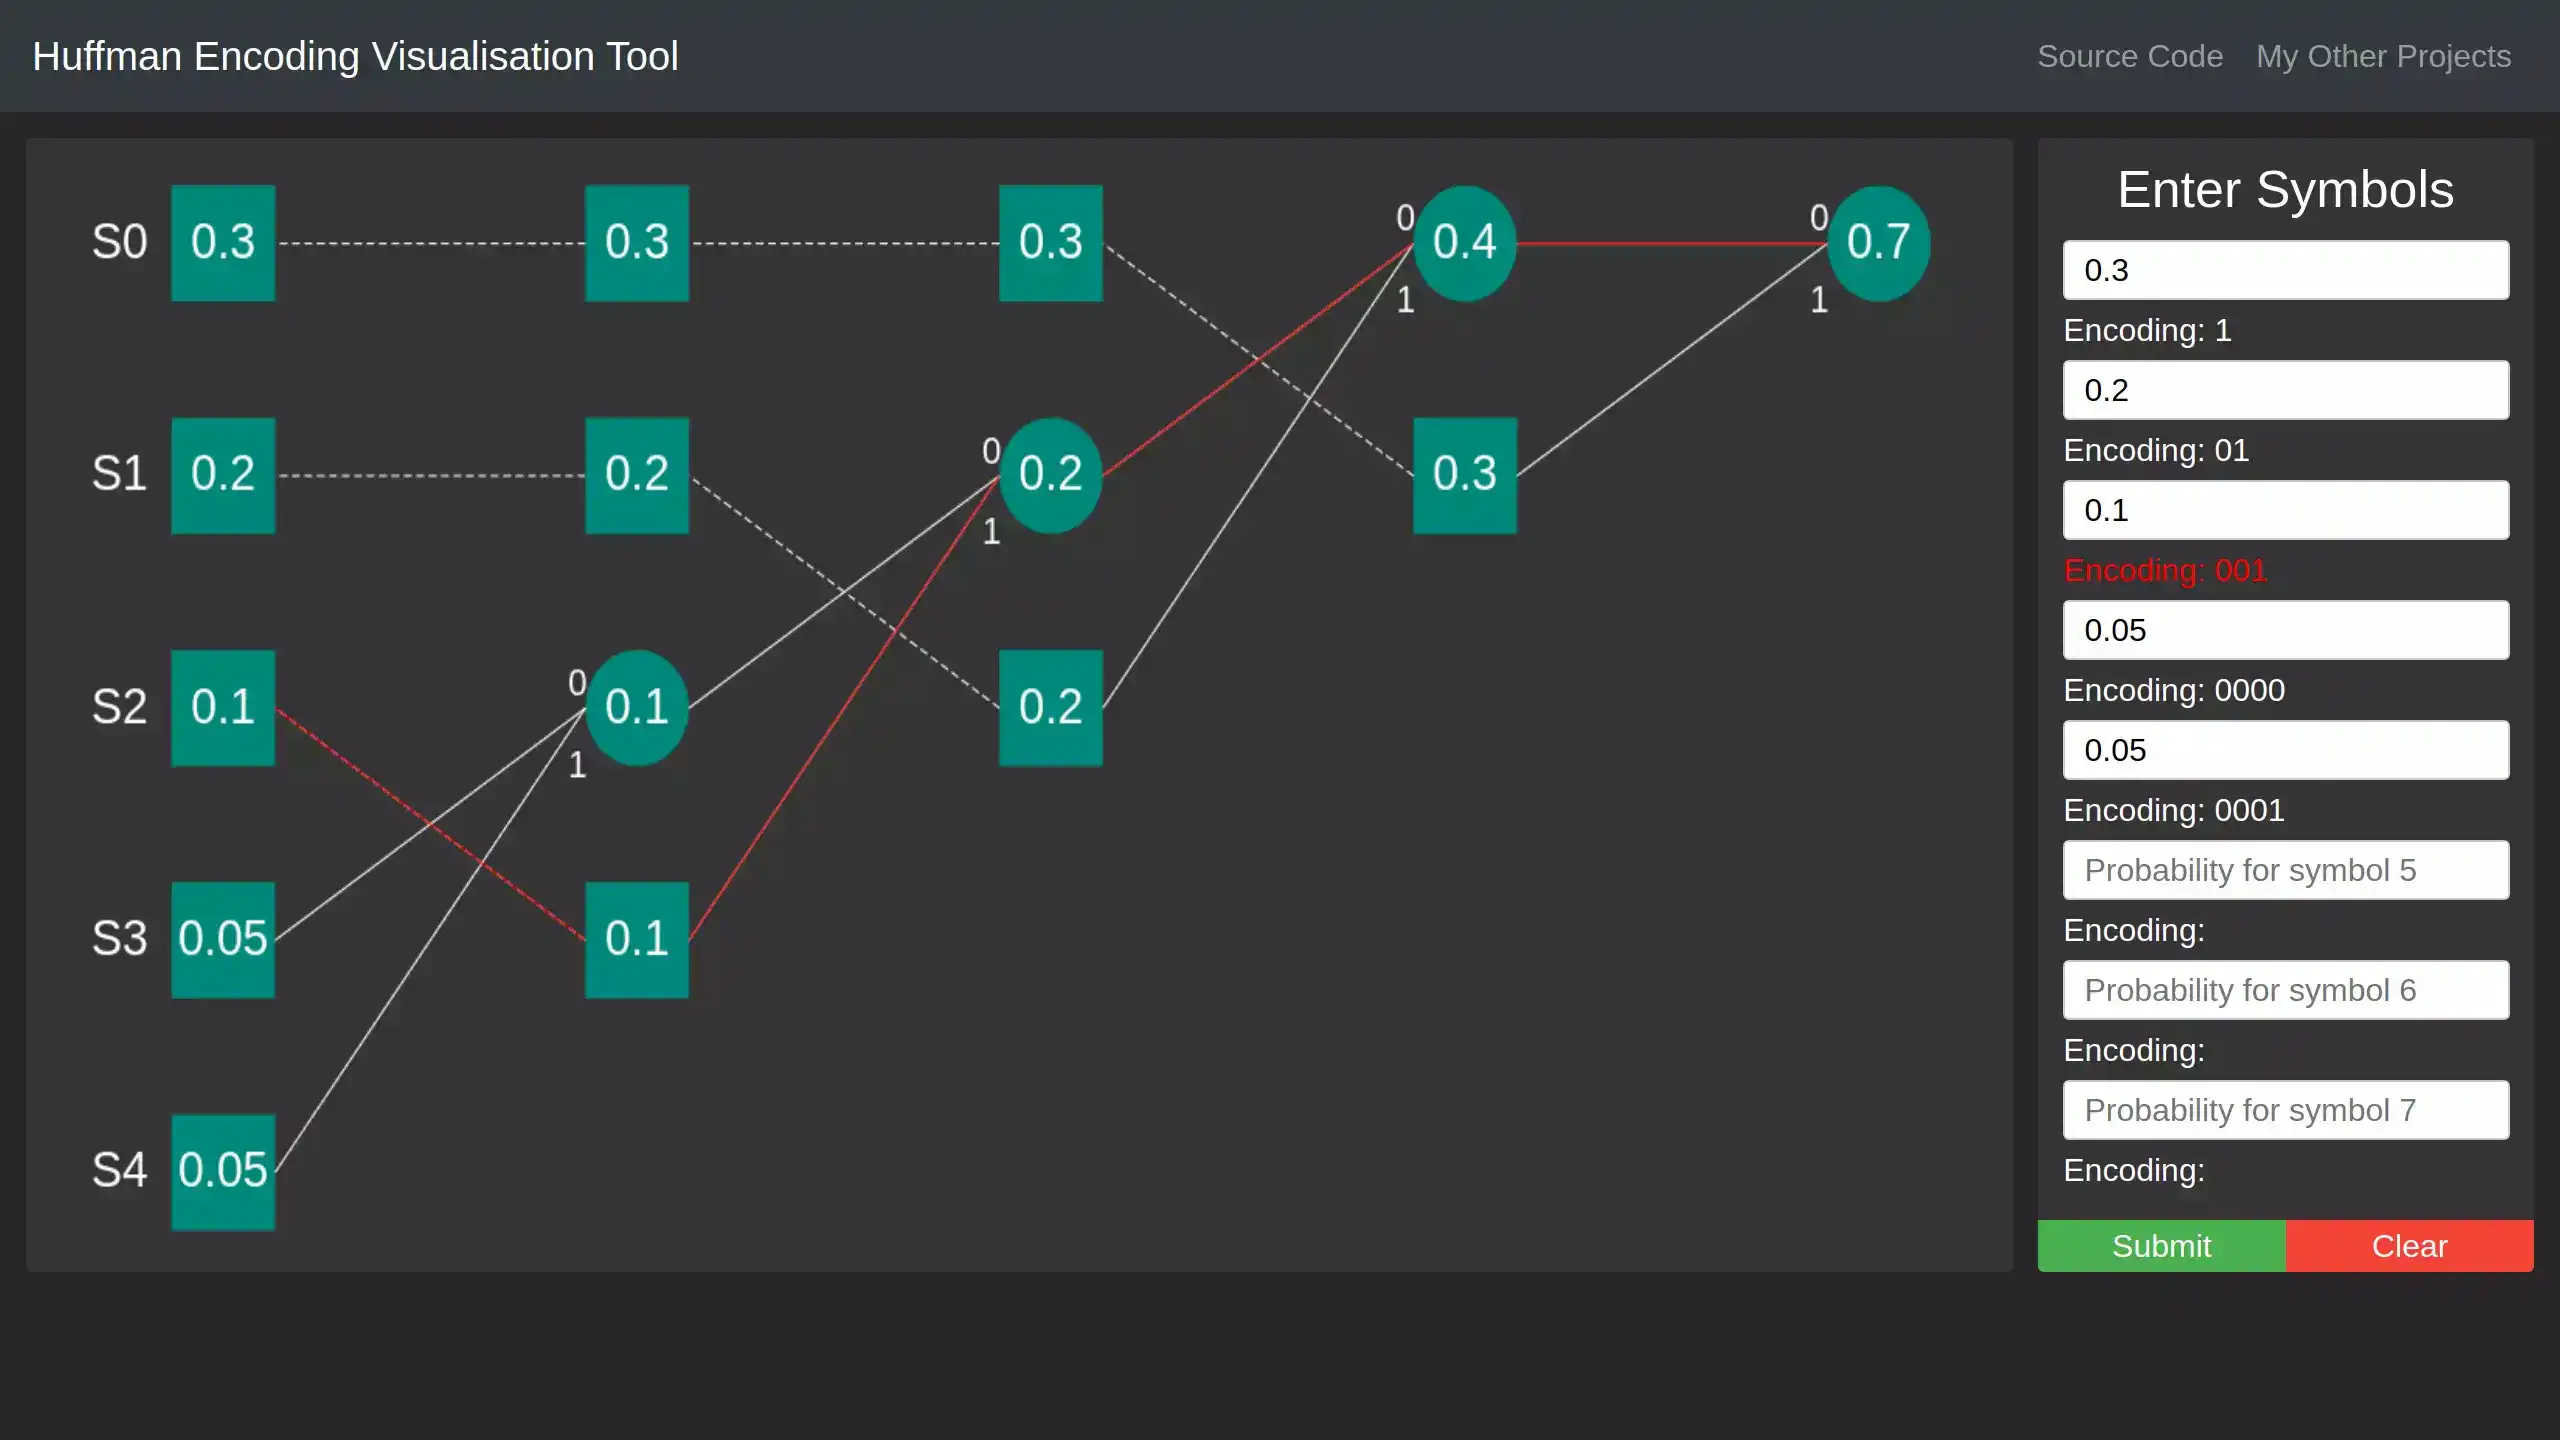 Huffman Encoding Visualisation Tool
Source Code My Other Projects
S0 0.3 0.3 0.3 0 0.4 1 0 0.7 1
S1 0.2 0.2 0 0.2 1 0.3
S2 0.1 0 0.1 1 0.2
S3 0.05 0.1
S4 0.05
Enter Symbols
0.3
Encoding: 1
0.2
Encoding: 01
0.1
Encoding: 001
0.05
Encoding: 0000
0.05
Encoding: 0001
Probability for symbol 5
Encoding:
Probability for symbol 6
Encoding:
Probability for symbol 7
Encoding:
Submit Clear